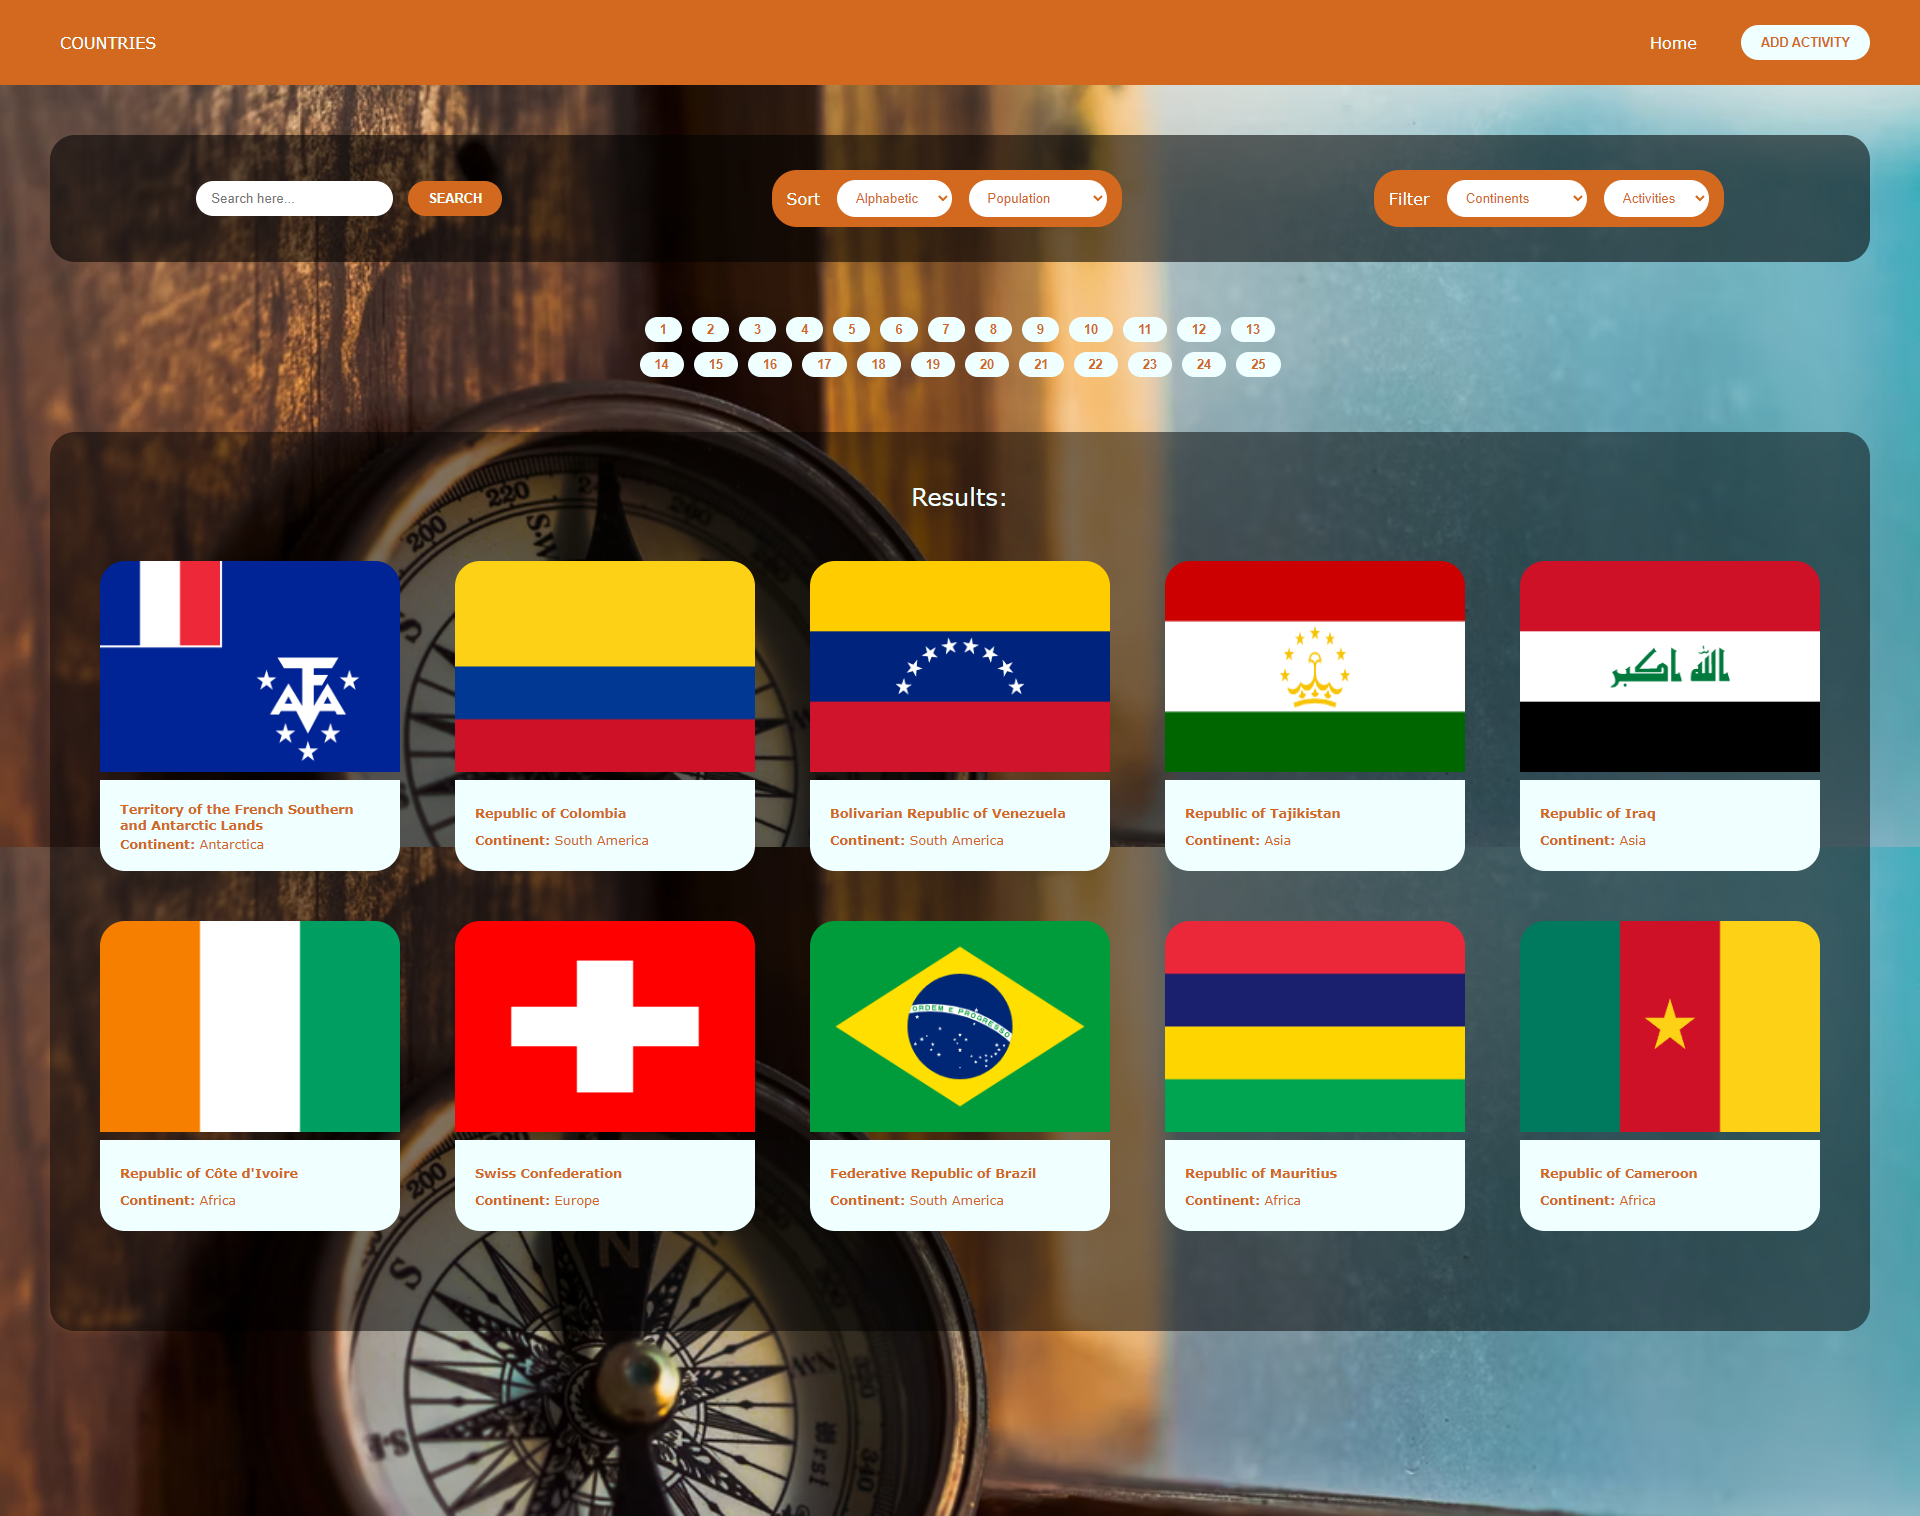 COUNTRIES
Home
ADD ACTIVITY
Search here...
SEARCH
Sort
Alphabetic
Population
Filter
Continents
Activities
1 2 3 4 5 6 7 8 9 10 11 12 13
14 15 16 17 18 19 20 21 22 23 24 25
Results:
200
220
S.W
S
الله اكبر
Territory of the French Southern
and Antarctic Lands
Continent: Antarctica
Republic of Colombia
Continent: South America
Bolivarian Republic of Venezuela
Continent: South America
Republic of Tajikistan
Continent: Asia
Republic of Iraq
Continent: Asia
ORDEM E PROGRESSO
Republic of Côte d'Ivoire
Continent: Africa
Swiss Confederation
Continent: Europe
Federative Republic of Brazil
Continent: South America
Republic of Mauritius
Continent: Africa
Republic of Cameroon
Continent: Africa
200
N
S
WN
S.E
340